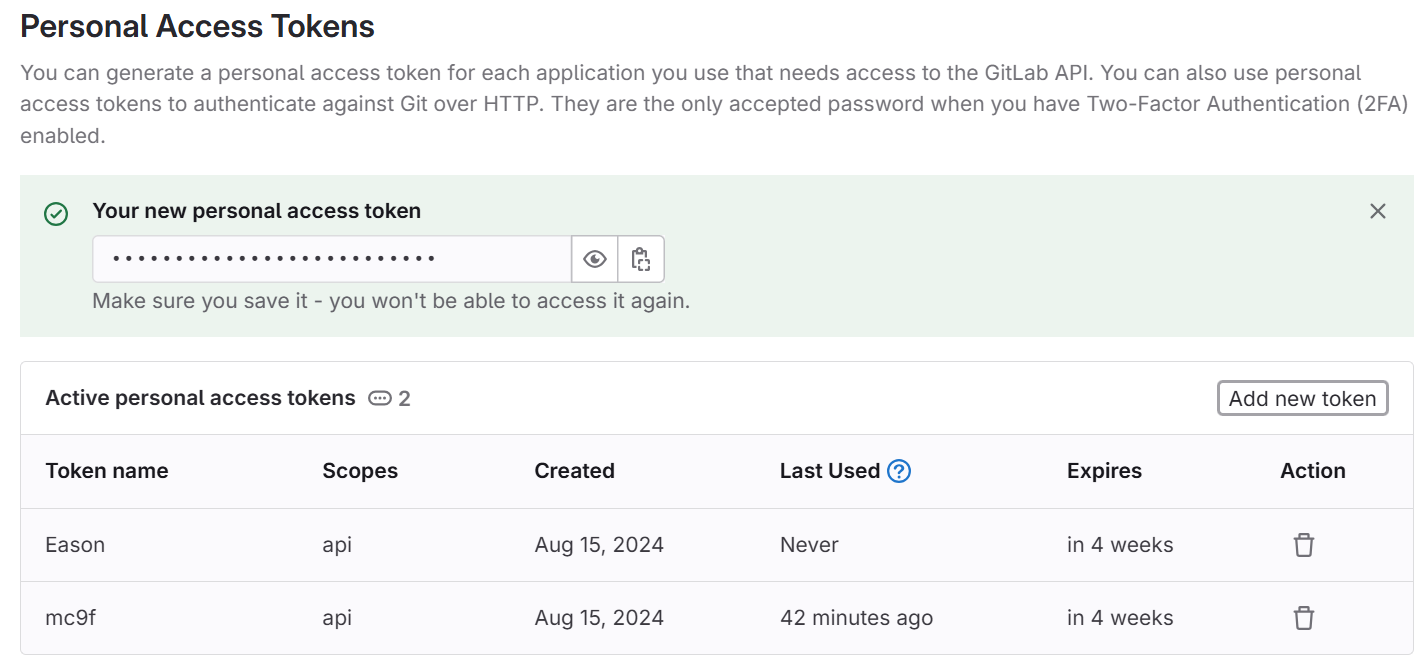 Personal Access Tokens
You can generate a personal access token for each application you use that needs access to the GitLab API. You can also use personal
access tokens to authenticate against Git over HTTP. They are the only accepted password when you have Two-Factor Authentication (2FA)
enabled.
Your new personal access token
••••••••••••••••••••••••••
Make sure you save it - you won't be able to access it again.
Active personal access tokens 2
Add new token
Token name Scopes Created Last Used Expires Action
Eason api Aug 15, 2024 Never in 4 weeks
mc9f api Aug 15, 2024 42 minutes ago in 4 weeks